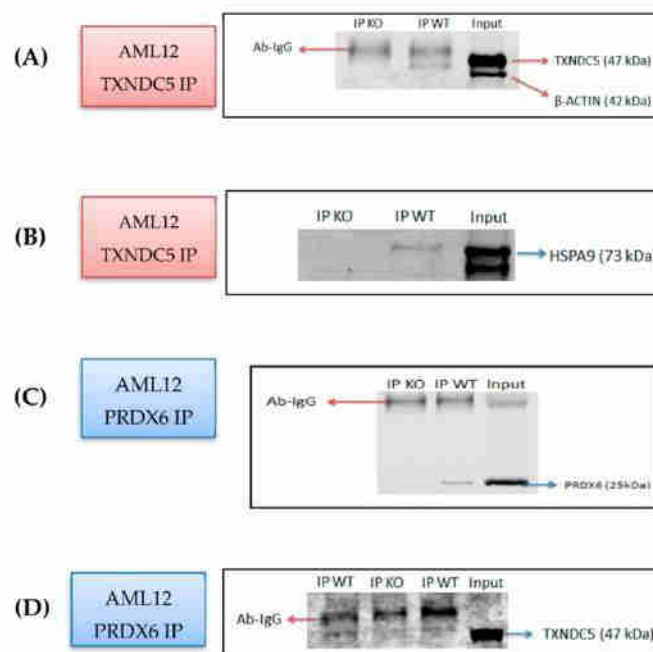 (A)
AML12
TXNDC5 IP
IP KO IP WT Input
Ab-IgG
TXNDC5 (47 kDa)
β-ACTIN (42 kDa)
(B)
AML12
TXNDC5 IP
IP KO IP WT Input
HSPA9 (73 kDa)
(C)
AML12
PRDX6 IP
IP KO IP WT Input
Ab-IgG
PRDX6 (25kDa)
(D)
AML12
PRDX6 IP
IP WT IP KO IP WT Input
Ab-IgG
TXNDC5 (47 kDa)